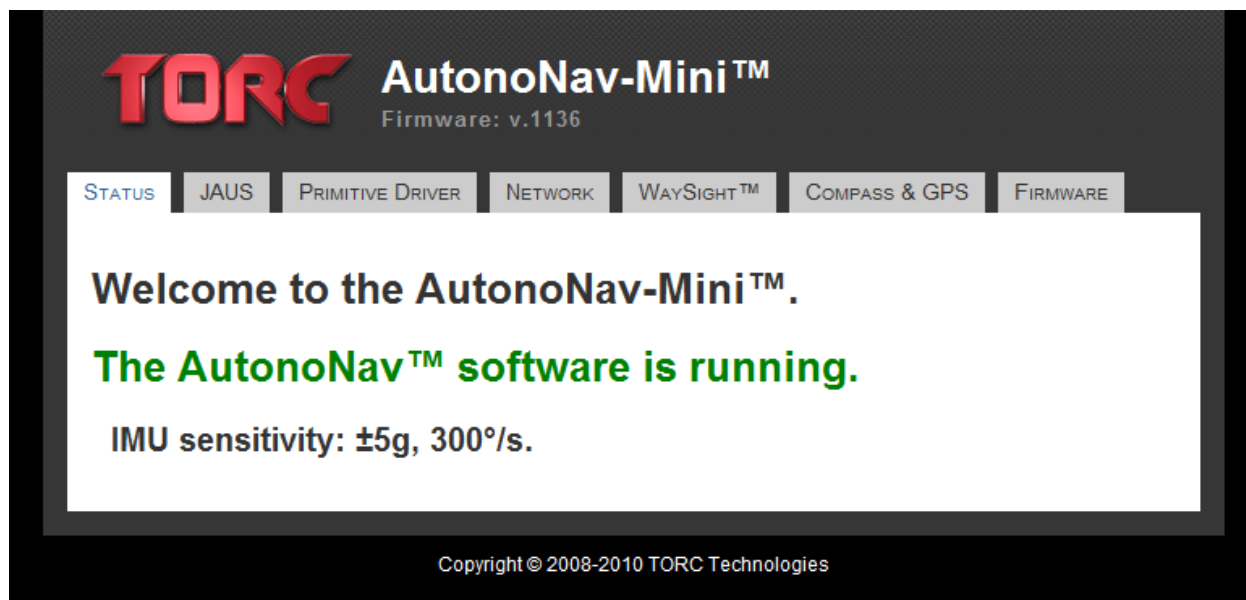 TORC
AutonoNav-Mini™
Firmware: v.1136
Status JAUS Primitive Driver Network WaySight™ Compass & GPS Firmware
Welcome to the AutonoNav-Mini™.
The AutonoNav™ software is running.
IMU sensitivity: ±5g, 300°/s.
Copyright © 2008-2010 TORC Technologies